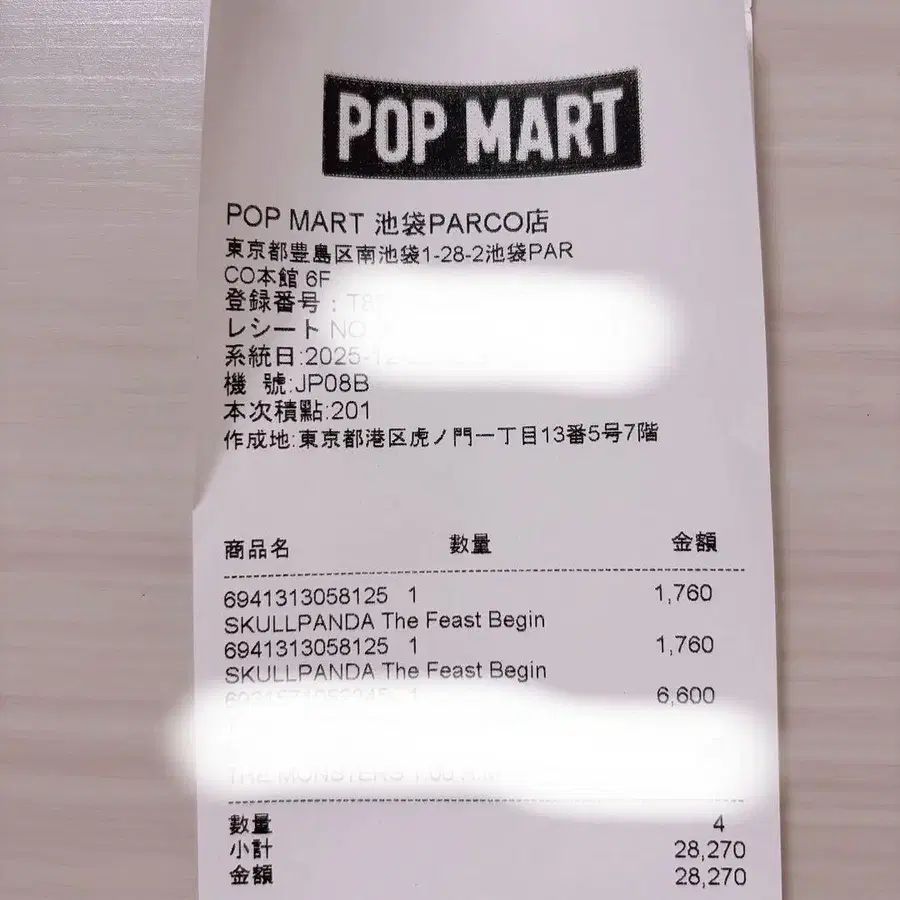 POP MART
POP MART 池袋PARCO店
東京都豊島区南池袋1-28-2池袋PAR
CO本館 6F
登録番号：T8
レシート NO
系統日:2025-12
機 號:JP08B
本次積點:201
作成地:東京都港区虎ノ門一丁目13番5号7階
商品名 數量 金額
6941313058125 1 1,760
SKULLPANDA The Feast Begin
6941313058125 1 1,760
SKULLPANDA The Feast Begin
1 6,600
THE MONSTERS
數量 4
小計 28,270
金額 28,270